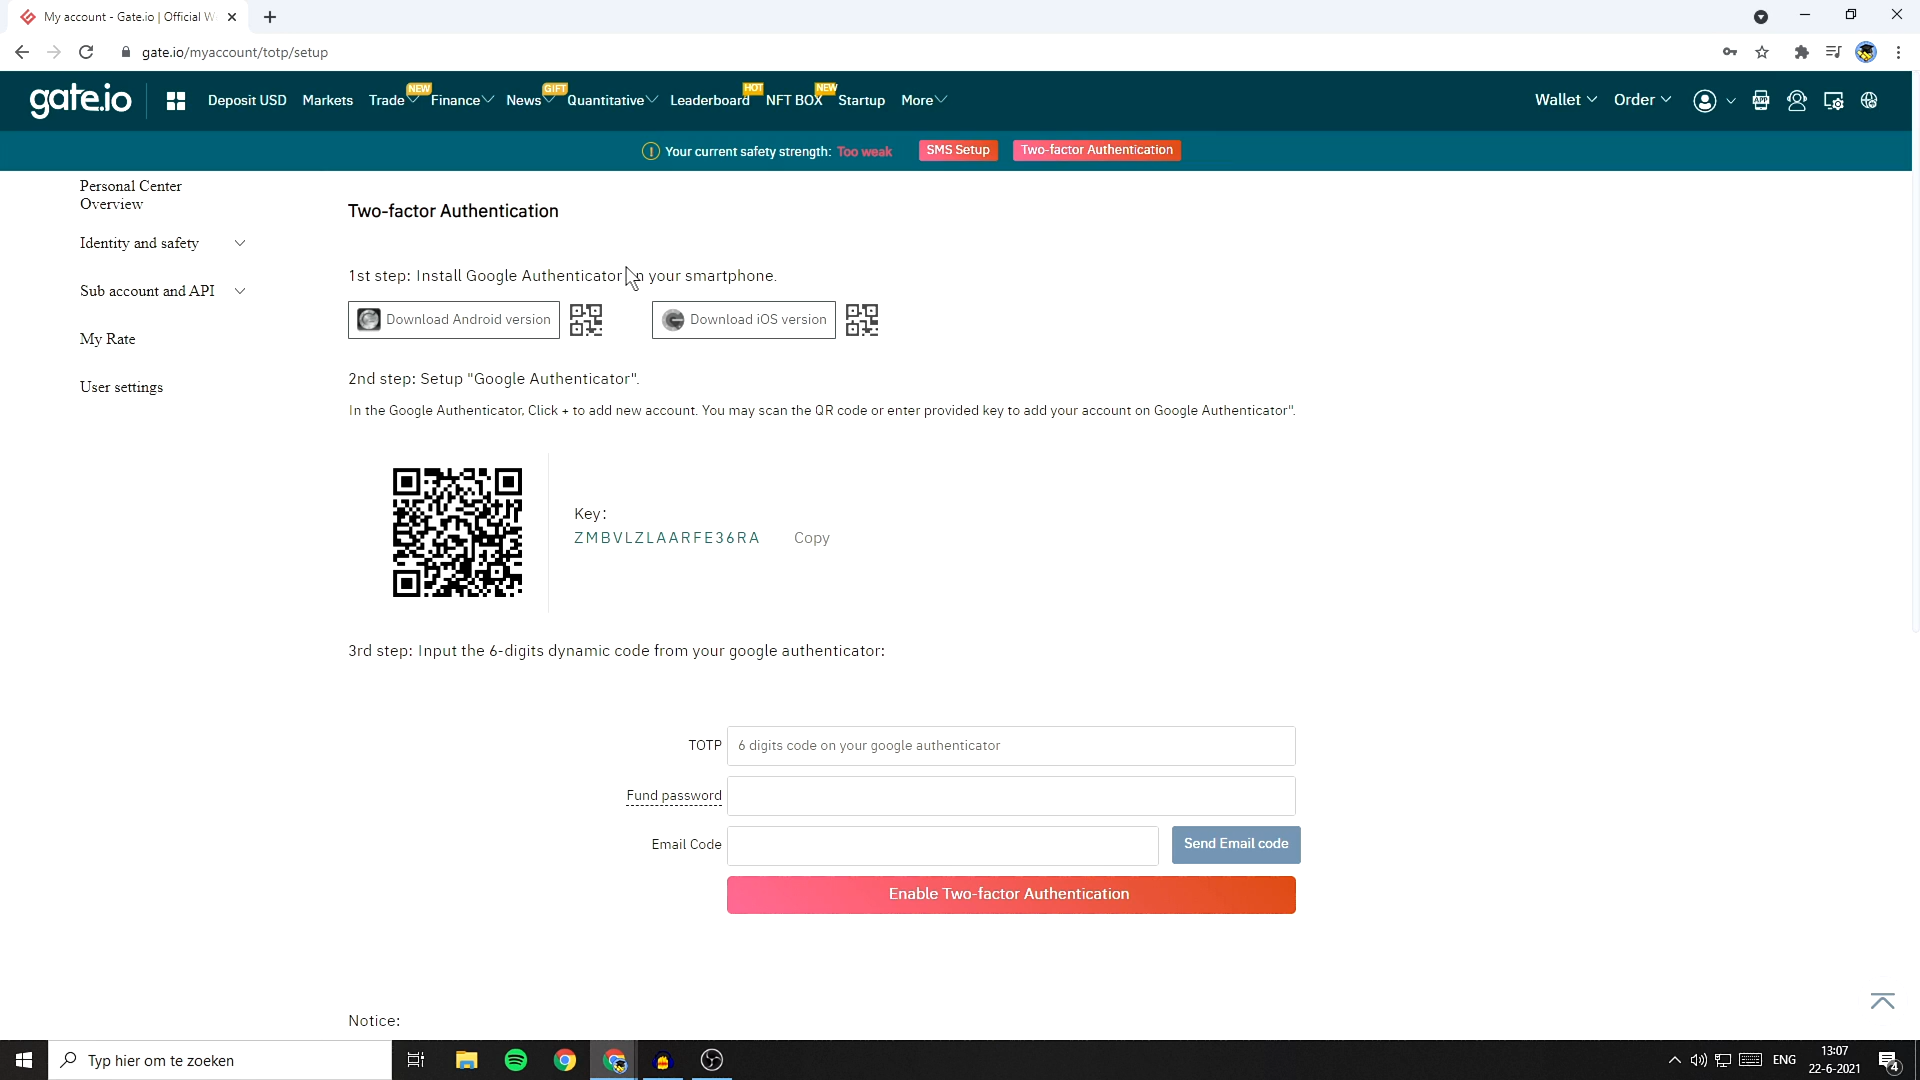 My account - Gate.io | Official W
gate.io/myaccount/totp/setup
gate.io
Deposit USD
Markets
Trade
NEW
Finance
News
GIFT
Quantitative
Leaderboard
HOT
NFT BOX
NEW
Startup
More
Wallet
Order
APP
Your current safety strength: Too weak
SMS Setup
Two-factor Authentication
Personal Center
Overview
Identity and safety
Sub account and API
My Rate
User settings
Two-factor Authentication
1st step: Install Google Authenticator in your smartphone.
Download Android version
Download iOS version
2nd step: Setup "Google Authenticator".
In the Google Authenticator, Click + to add new account. You may scan the QR code or enter provided key to add your account on Google Authenticator".
Key:
ZMBVLZLAARFE36RA
Copy
3rd step: Input the 6-digits dynamic code from your google authenticator:
TOTP
6 digits code on your google authenticator
Fund password
Email Code
Send Email code
Enable Two-factor Authentication
Notice:
Typ hier om te zoeken
ENG
13:07
22-6-2021
4